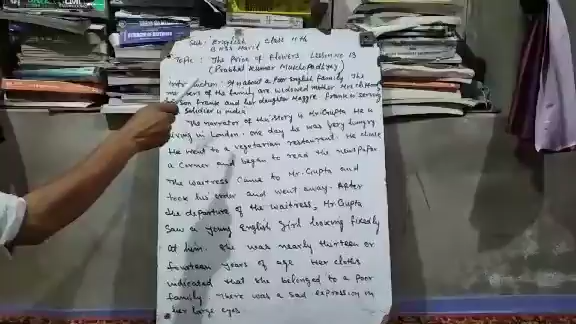 Sub: English Class 11th
Topic: The Price of Flowers Lesson no 13
(Prabhat Kumar Mukhopadhyay)
It is about a poor English family. The
of the family are widowed mother Mrs
son Frank and her daughter Maggie. Frank is serving
in India
The narrator of the story is Mr. Gupta. He is
living in London. One day he was very hungry
He went to a vegetarian restaurant. He
a Corner and began to read the newspaper
The Waitress Came to Mr. Gupta and
took his order and went away. After
the departure of the waitress, Mr. Gupta
Saw a young English girl looking fixedly
at him. She was nearly thirteen or
fourteen years of age. Her cloths
indicated that she belonged to a poor
family. There was a sad expression in
her large eyes